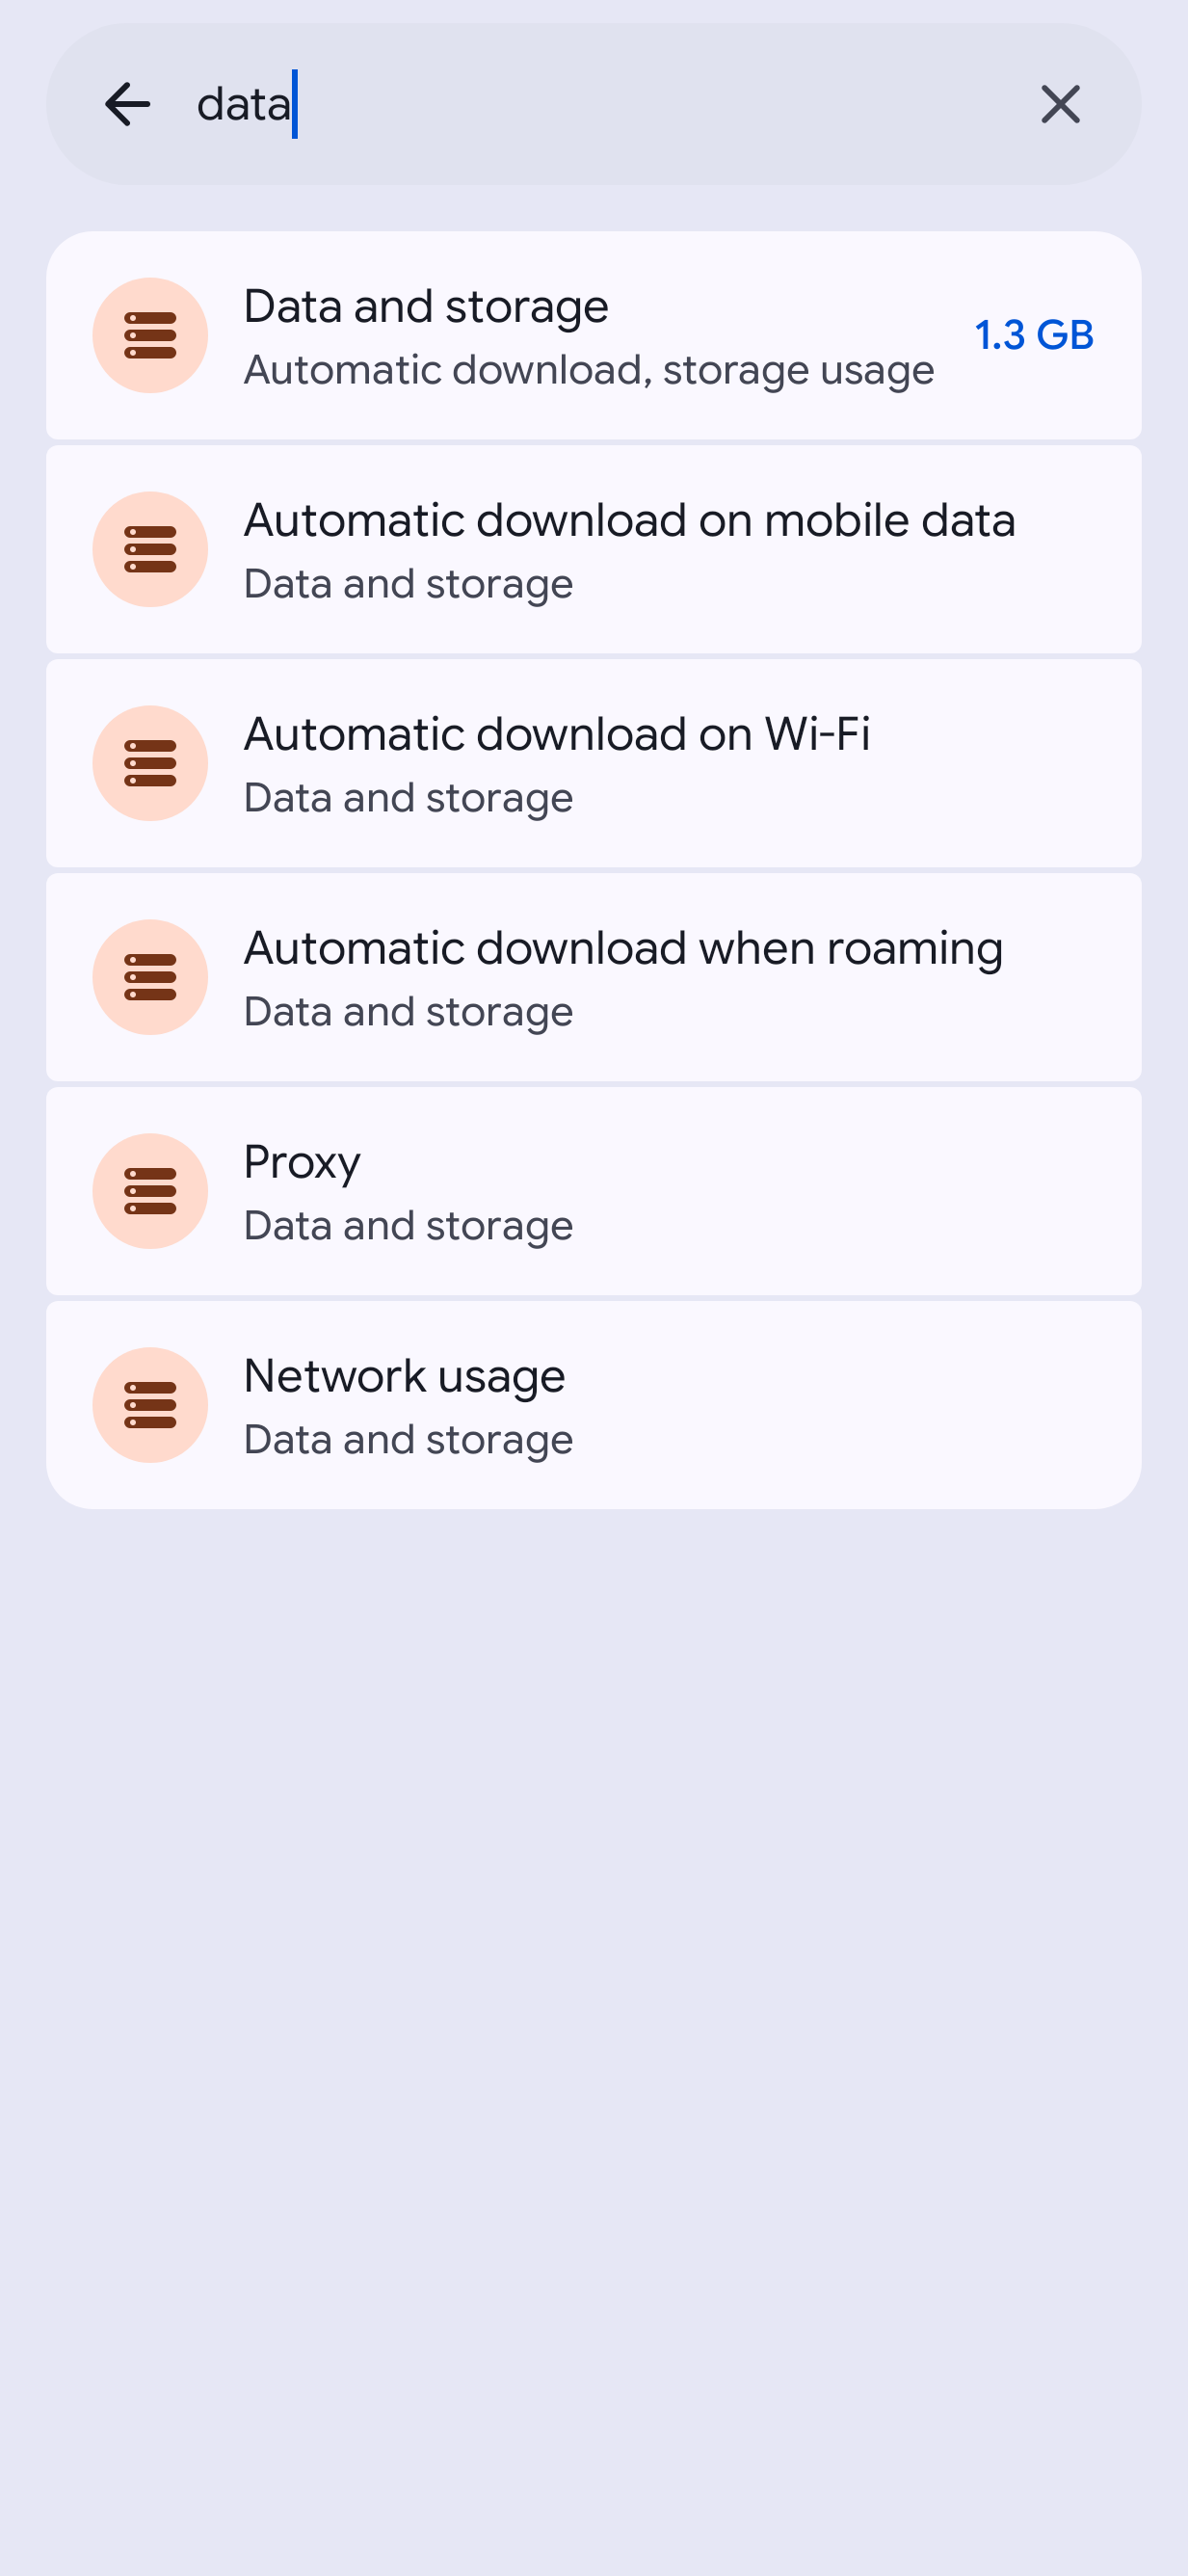 data
Data and storage
Automatic download, storage usage
1.3 GB
Automatic download on mobile data
Data and storage
Automatic download on Wi-Fi
Data and storage
Automatic download when roaming
Data and storage
Proxy
Data and storage
Network usage
Data and storage